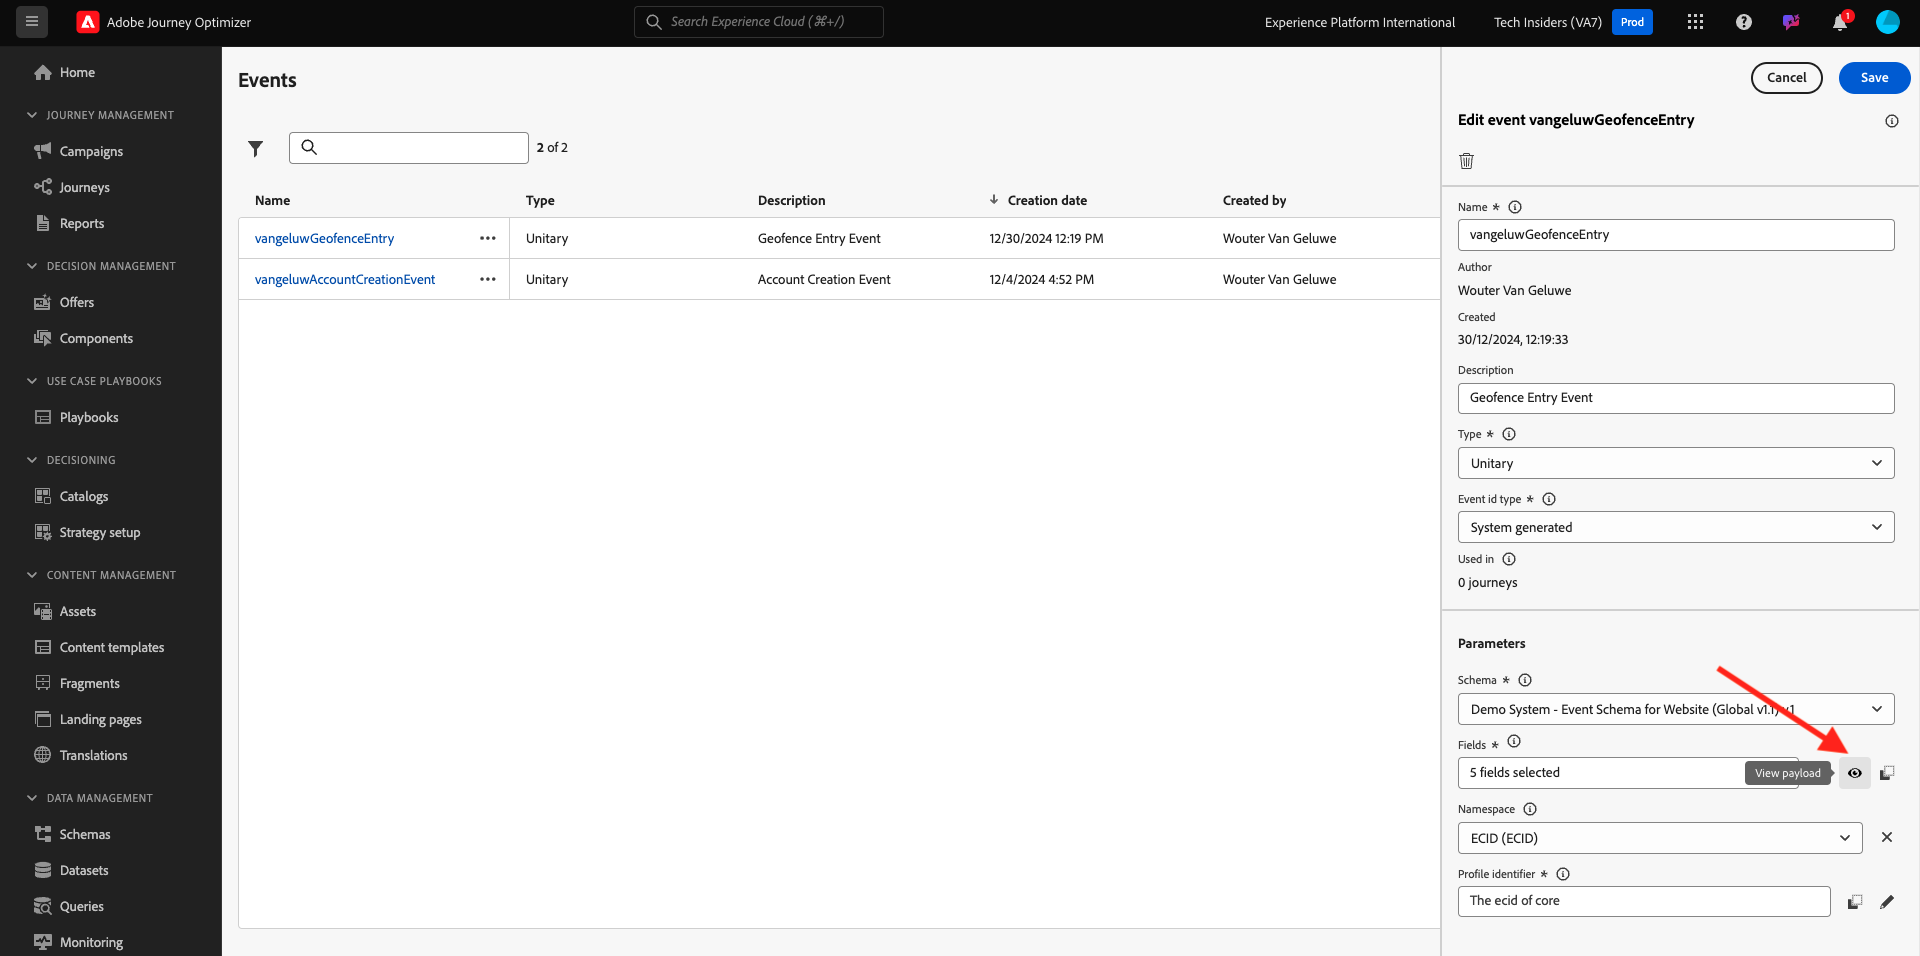 Adobe Journey Optimizer
Search Experience Cloud (⌘+/)
Experience Platform International
Tech Insiders (VA7)
Prod
1
Home
JOURNEY MANAGEMENT
Campaigns
Journeys
Reports
DECISION MANAGEMENT
Offers
Components
USE CASE PLAYBOOKS
Playbooks
DECISIONING
Catalogs
Strategy setup
CONTENT MANAGEMENT
Assets
Content templates
Fragments
Landing pages
Translations
DATA MANAGEMENT
Schemas
Datasets
Queries
Monitoring
Events
2 of 2
Name Type Description Creation date Created by
vangeluwGeofenceEntry Unitary Geofence Entry Event 12/30/2024 12:19 PM Wouter Van Geluwe
vangeluwAccountCreationEvent Unitary Account Creation Event 12/4/2024 4:52 PM Wouter Van Geluwe
Cancel
Save
Edit event vangeluwGeofenceEntry
Name *
vangeluwGeofenceEntry
Author
Wouter Van Geluwe
Created
30/12/2024, 12:19:33
Description
Geofence Entry Event
Type *
Unitary
Event id type *
System generated
Used in
0 journeys
Parameters
Schema *
Demo System - Event Schema for Website (Global v1.1) v1
Fields *
5 fields selected
View payload
Namespace
ECID (ECID)
Profile identifier *
The ecid of core